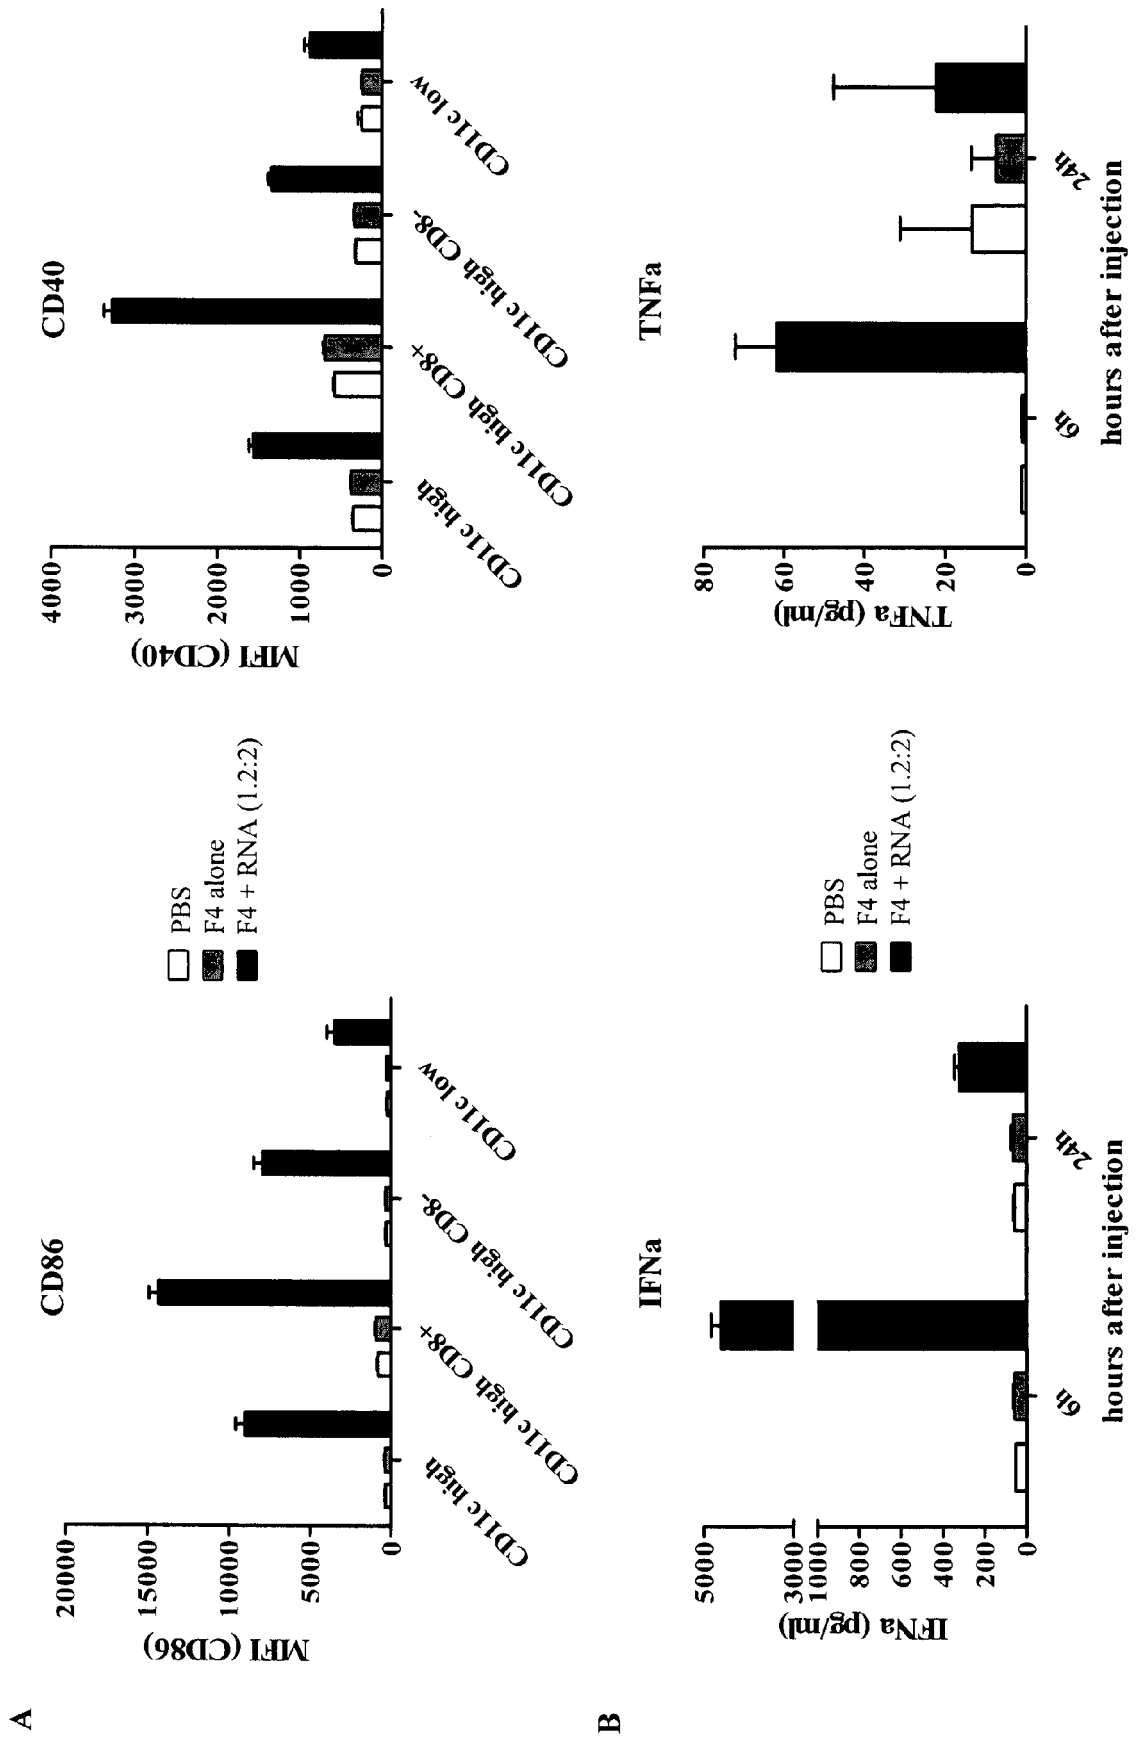 A
CD86
MFI (CD86)
20000
15000
10000
5000
0
CD11c high
CD11c high CD8+
CD11c high CD8-
CD11c low
PBS
F4 alone
F4 + RNA (1.2:2)
CD40
MFI (CD40)
4000
3000
2000
1000
0
CD11c high
CD11c high CD8+
CD11c high CD8-
CD11c low
B
IFNa
IFNa (pg/ml)
5000
3000
1000
800
600
400
200
0
6h
24h
hours after injection
PBS
F4 alone
F4 + RNA (1.2:2)
TNFa
TNFa (pg/ml)
80
60
40
20
0
6h
24h
hours after injection